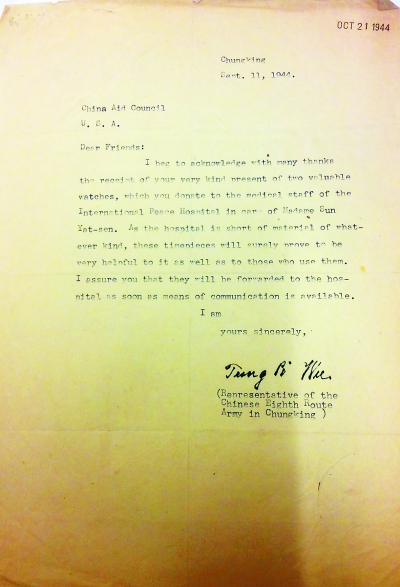 OCT 21 1944
Chungking
Sept. 11, 1944.
China Aid Council
U. S. A.
Dear Friends:
I beg to acknowledge with many thanks
the receipt of your very kind present of two valuable
watches, which you donate to the medical staff of the
International Peace Hospital in care of Madame Sun
Yat-sen. As the hospital is short of material of what-
ever kind, these timepieces will surely prove to be
very helpful to it as well as to those who use them.
I assure you that they will be forwarded to the hos-
pital as soon as means of communication is available.
I am
yours sincerely,
Tung Bi Wu
(Representative of the
Chinese Eighth Route
Army in Chungking )